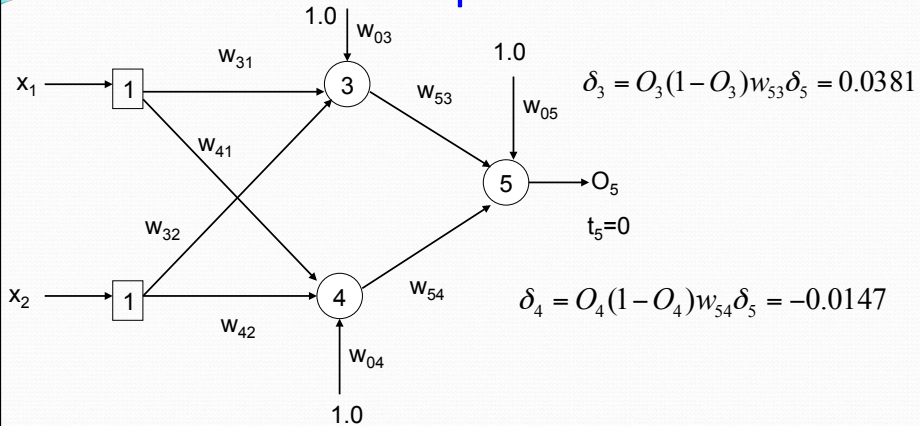 1.0
w₀₃
w₃₁
1.0
x₁
1
3
δ₃ = O₃(1−O₃)w₅₃δ₅ = 0.0381
w₅₃
w₀₅
w₄₁
5
O₅
w₃₂
t₅=0
x₂
1
4
w₅₄
δ₄ = O₄(1−O₄)w₅₄δ₅ = −0.0147
w₄₂
w₀₄
1.0